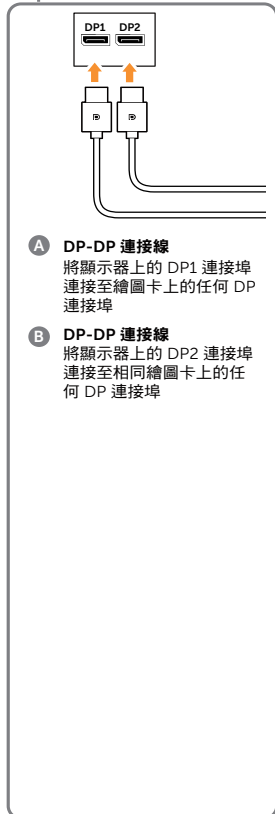 DP1 DP2
A DP-DP 連接線
將顯示器上的 DP1 連接埠
連接至繪圖卡上的任何 DP
連接埠
B DP-DP 連接線
將顯示器上的 DP2 連接埠
連接至相同繪圖卡上的任
何 DP 連接埠